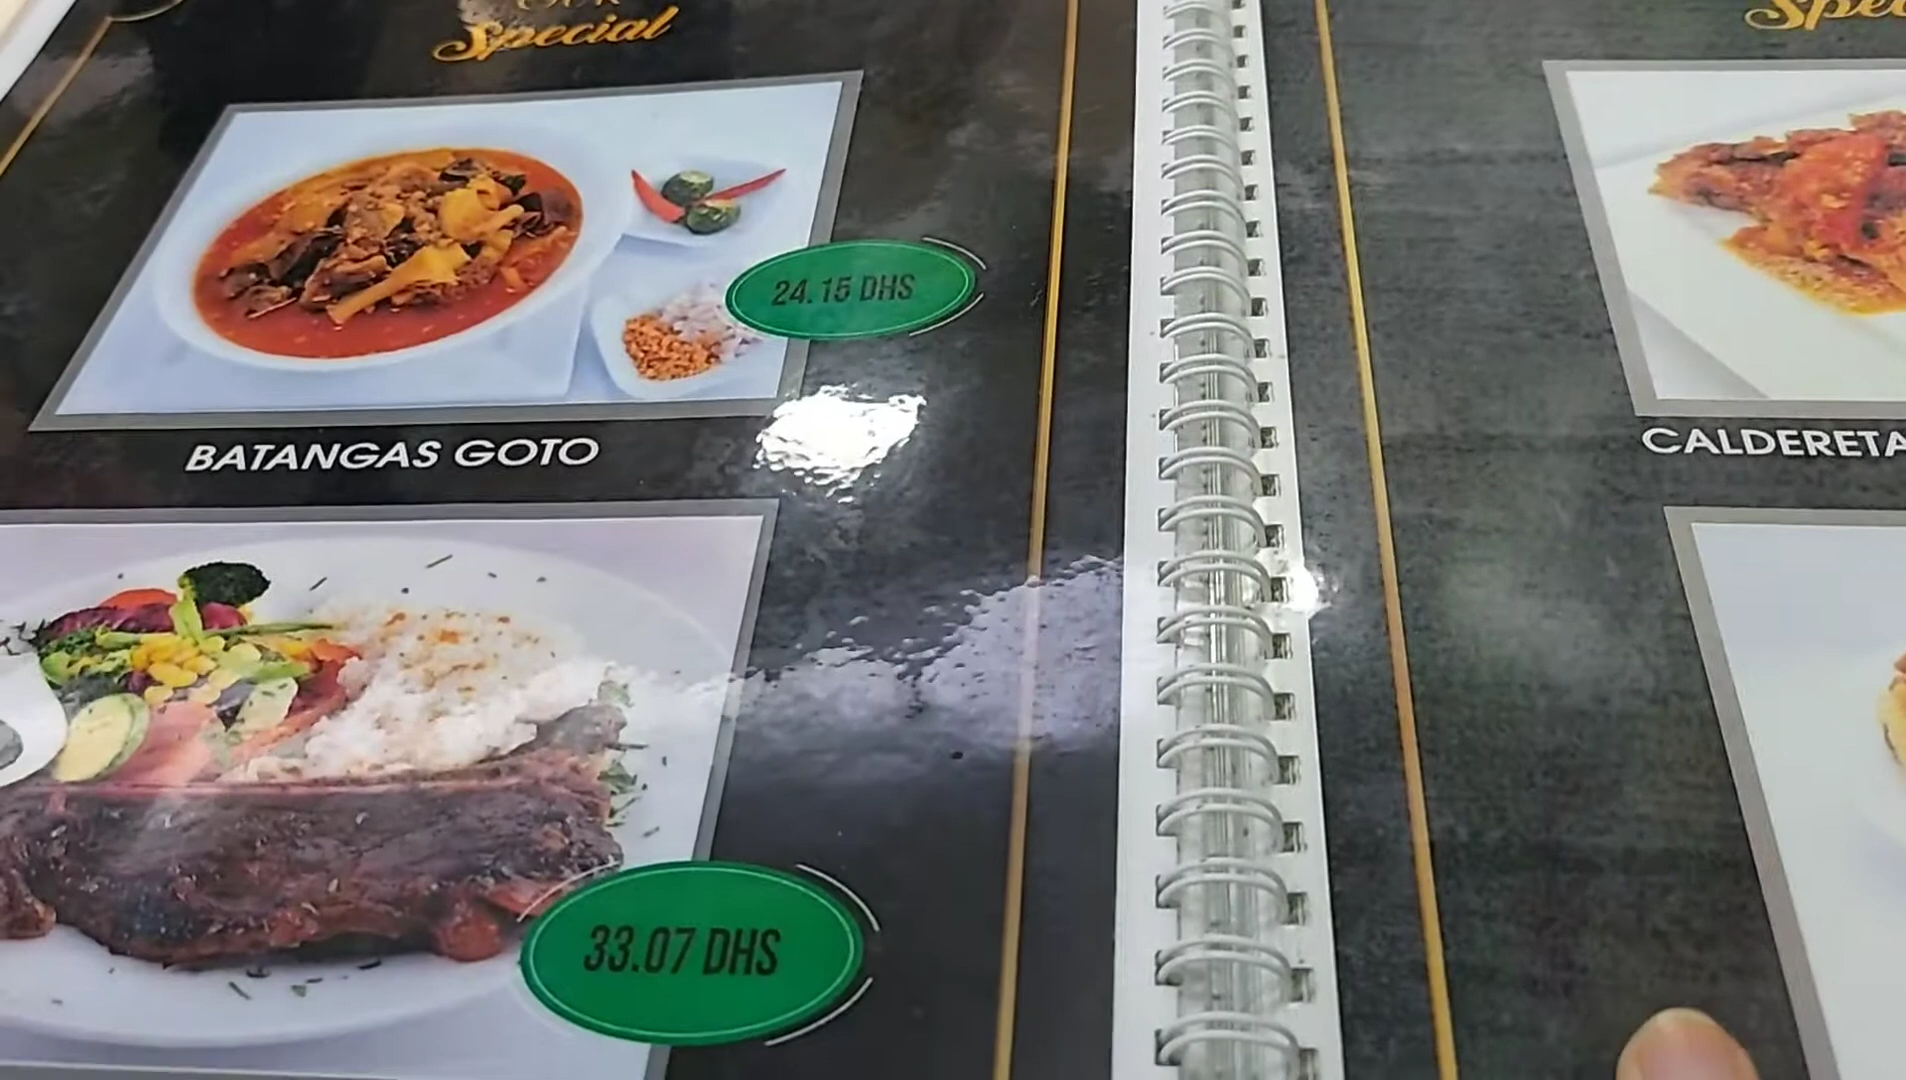 Special
24.15 DHS
BATANGAS GOTO
33.07 DHS
CALDERETA